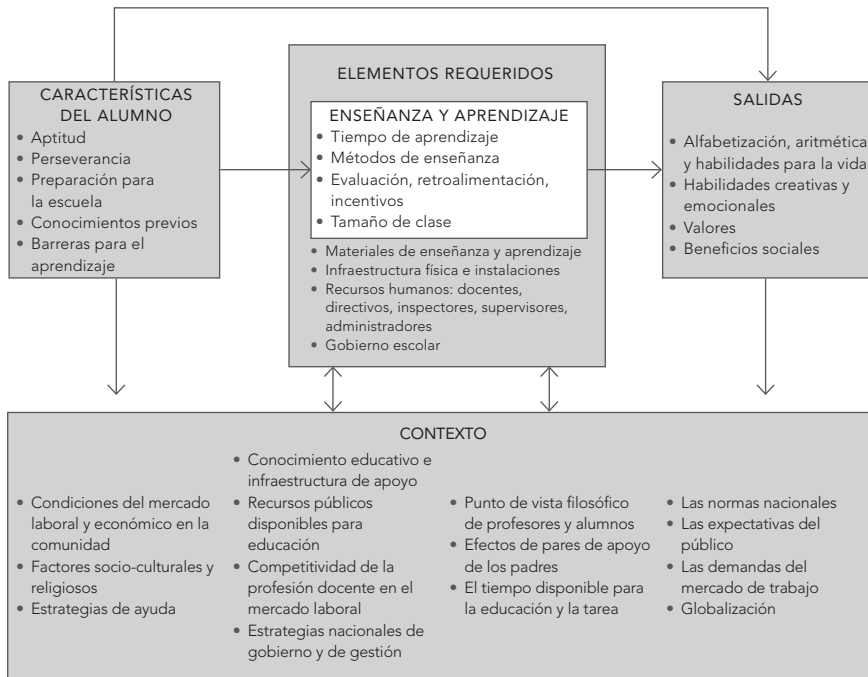 CARACTERÍSTICAS
DEL ALUMNO
• Aptitud
• Perseverancia
• Preparación para
la escuela
• Conocimientos previos
• Barreras para el
aprendizaje
ELEMENTOS REQUERIDOS
ENSEÑANZA Y APRENDIZAJE
• Tiempo de aprendizaje
• Métodos de enseñanza
• Evaluación, retroalimentación,
incentivos
• Tamaño de clase
• Materiales de enseñanza y aprendizaje
• Infraestructura física e instalaciones
• Recursos humanos: docentes,
directivos, inspectores, supervisores,
administradores
• Gobierno escolar
SALIDAS
• Alfabetización, aritmética
y habilidades para la vida
• Habilidades creativas y
emocionales
• Valores
• Beneficios sociales
CONTEXTO
• Condiciones del mercado
laboral y económico en la
comunidad
• Factores socio-culturales y
religiosos
• Estrategias de ayuda
• Conocimiento educativo e
infraestructura de apoyo
• Recursos públicos
disponibles para
educación
• Competitividad de la
profesión docente en el
mercado laboral
• Estrategias nacionales de
gobierno y de gestión
• Punto de vista filosófico
de profesores y alumnos
• Efectos de pares de apoyo
de los padres
• El tiempo disponible para
la educación y la tarea
• Las normas nacionales
• Las expectativas del
público
• Las demandas del
mercado de trabajo
• Globalización